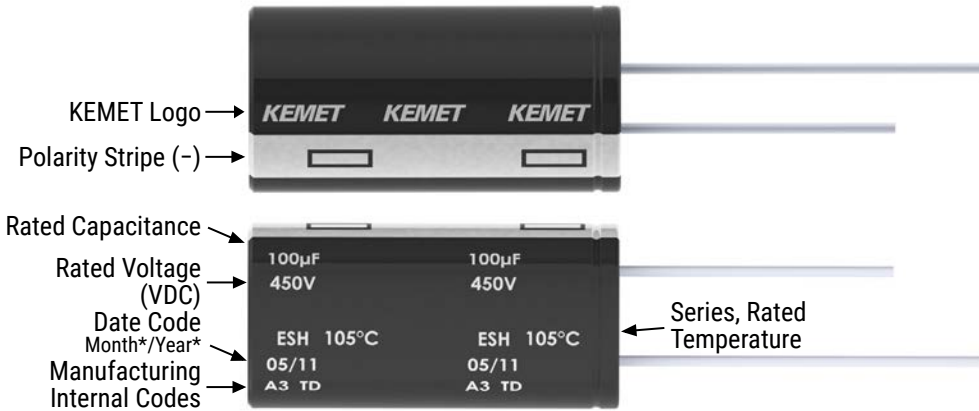 KEMET Logo
KEMET KEMET KEMET
Polarity Stripe (−)
Rated Capacitance
100µF 100µF
Rated Voltage
(VDC)
450V 450V
Date Code
Month*/Year*
ESH 105°C ESH 105°C
05/11 05/11
Series, Rated
Temperature
Manufacturing
Internal Codes
A3 TD A3 TD